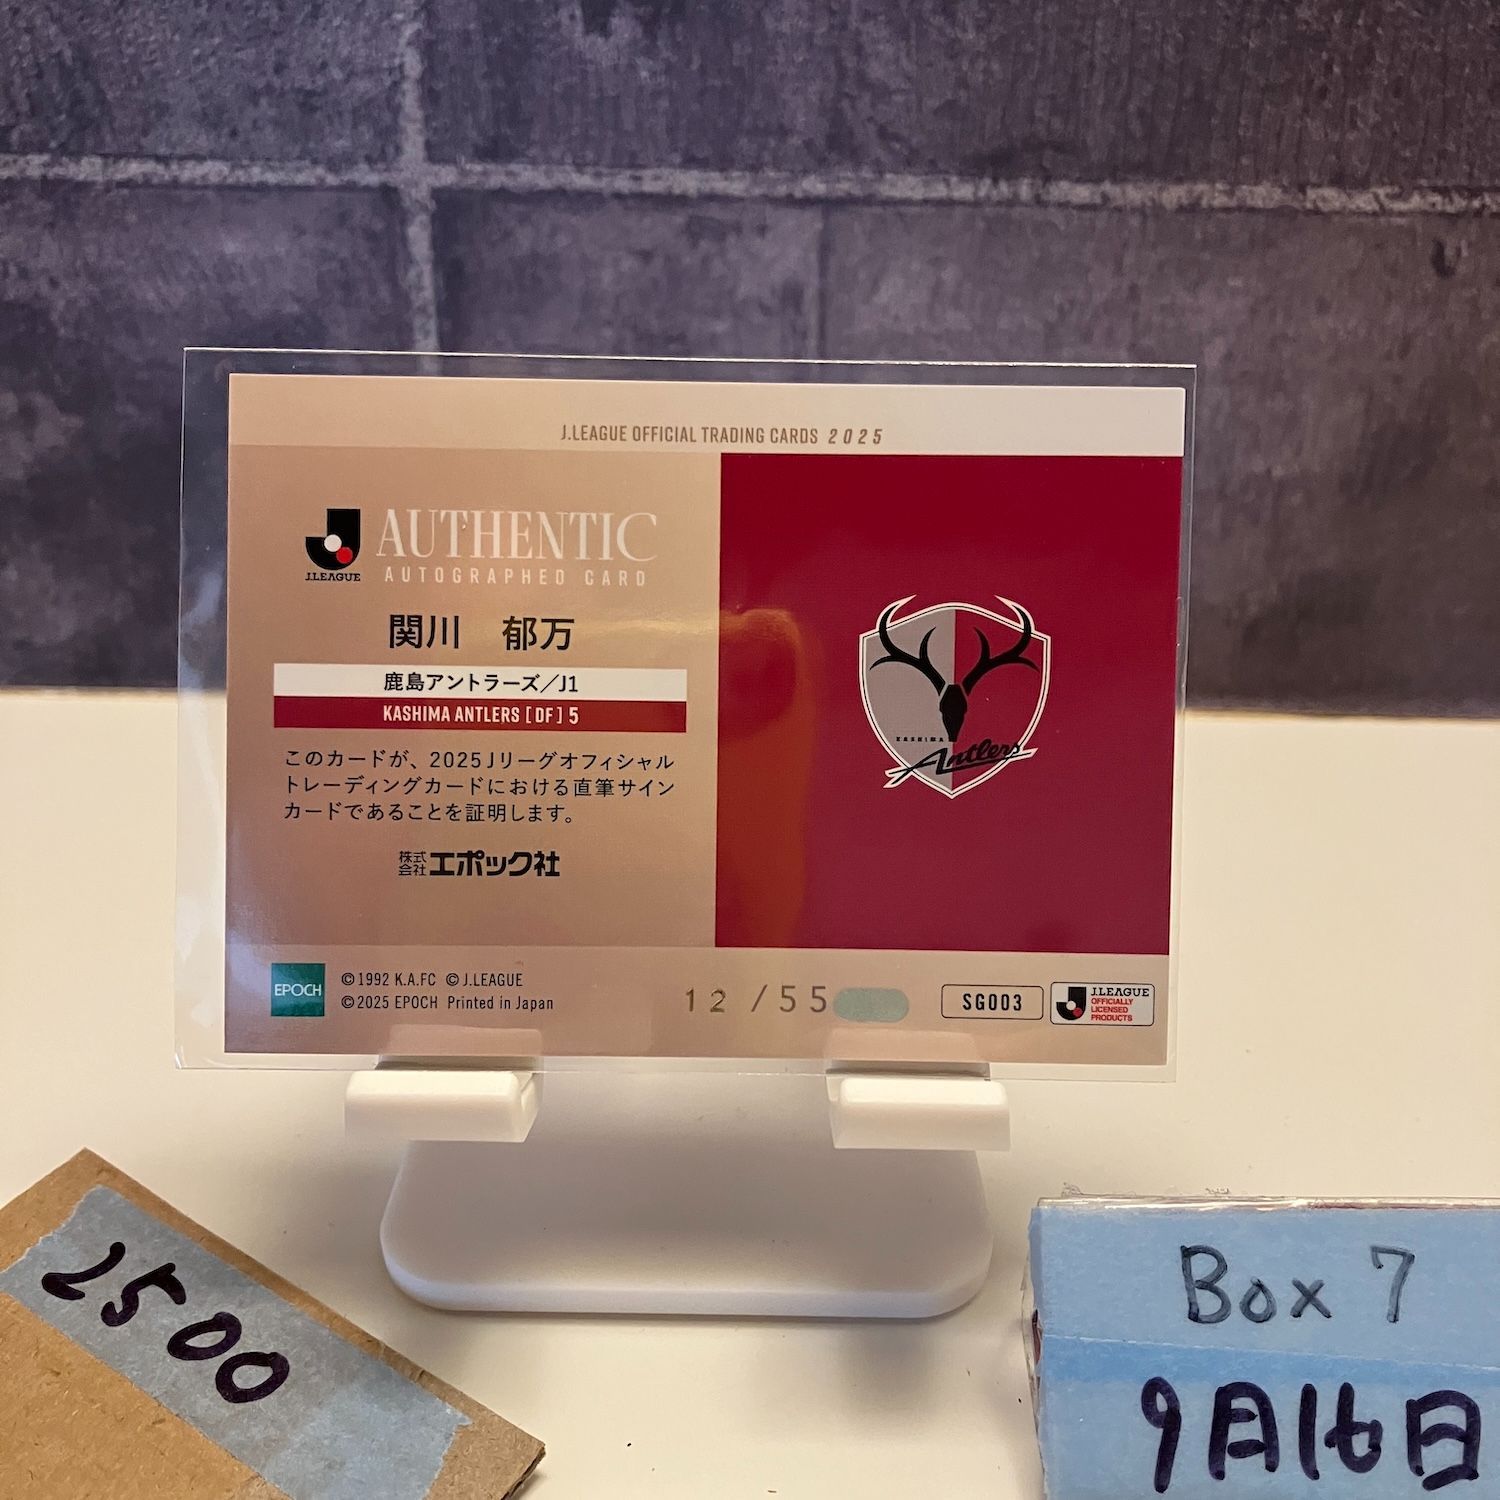 J.LEAGUE OFFICIAL TRADING CARDS 2025
J.LEAGUE
AUTHENTIC
AUTOGRAPHED CARD
関川 郁万
鹿島アントラーズ/J1
KASHIMA ANTLERS [DF] 5
このカードが、2025Jリーグオフィシャル
トレーディングカードにおける直筆サイン
カードであることを証明します。
株式会社エポック社
KASHIMA
Antlers
EPOCH
©1992 K.A.FC ©J.LEAGUE
©2025 EPOCH Printed in Japan
12 /55
SG003
J.LEAGUE
OFFICIALLY
LICENSED
PRODUCTS
2500
Box 7
9月16日